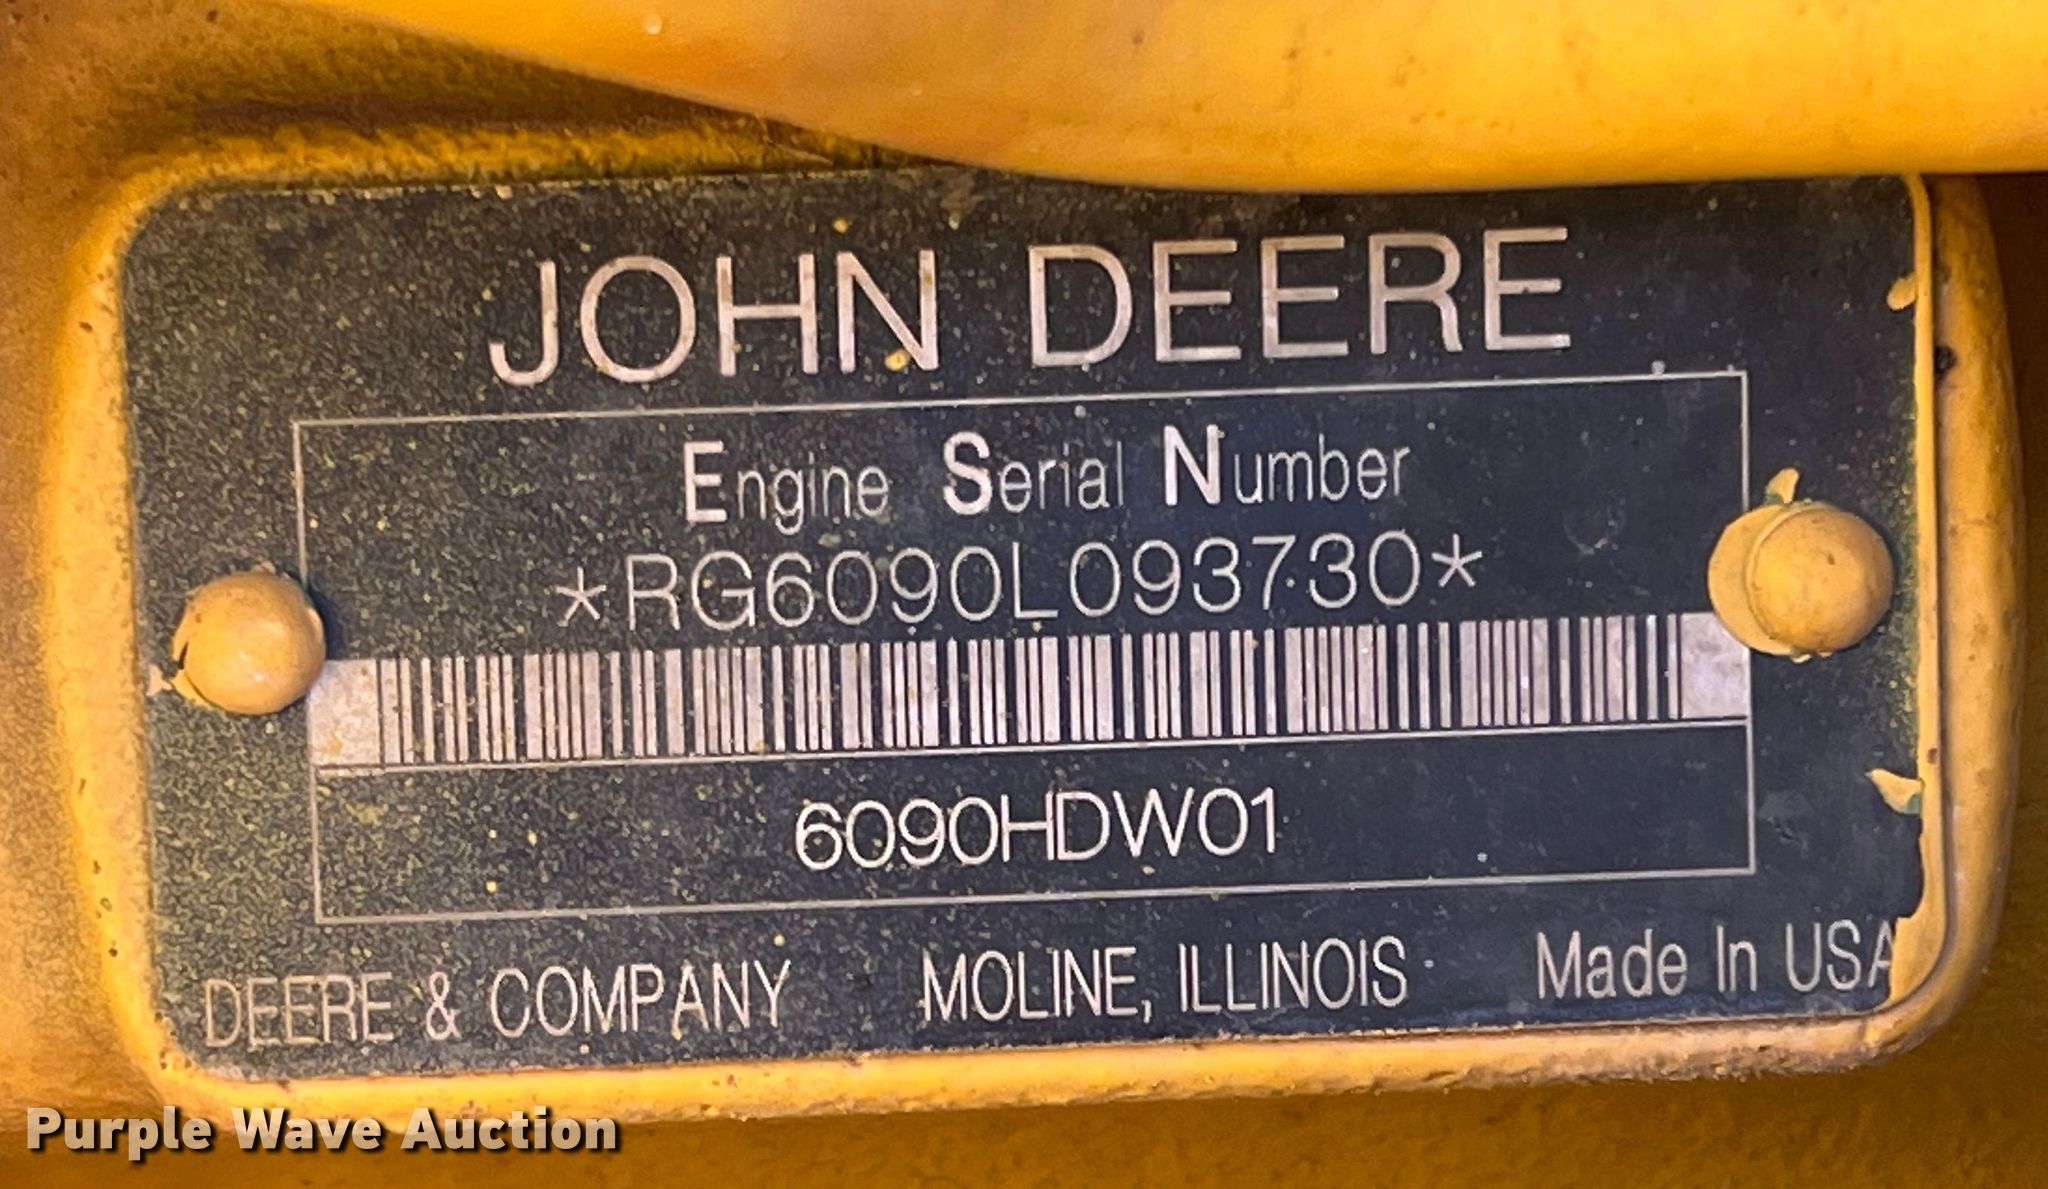 JOHN DEERE
Engine Serial Number
*RG6090L093730*
6090HDW01
DEERE & COMPANY MOLINE, ILLINOIS Made In USA
Purple Wave Auction